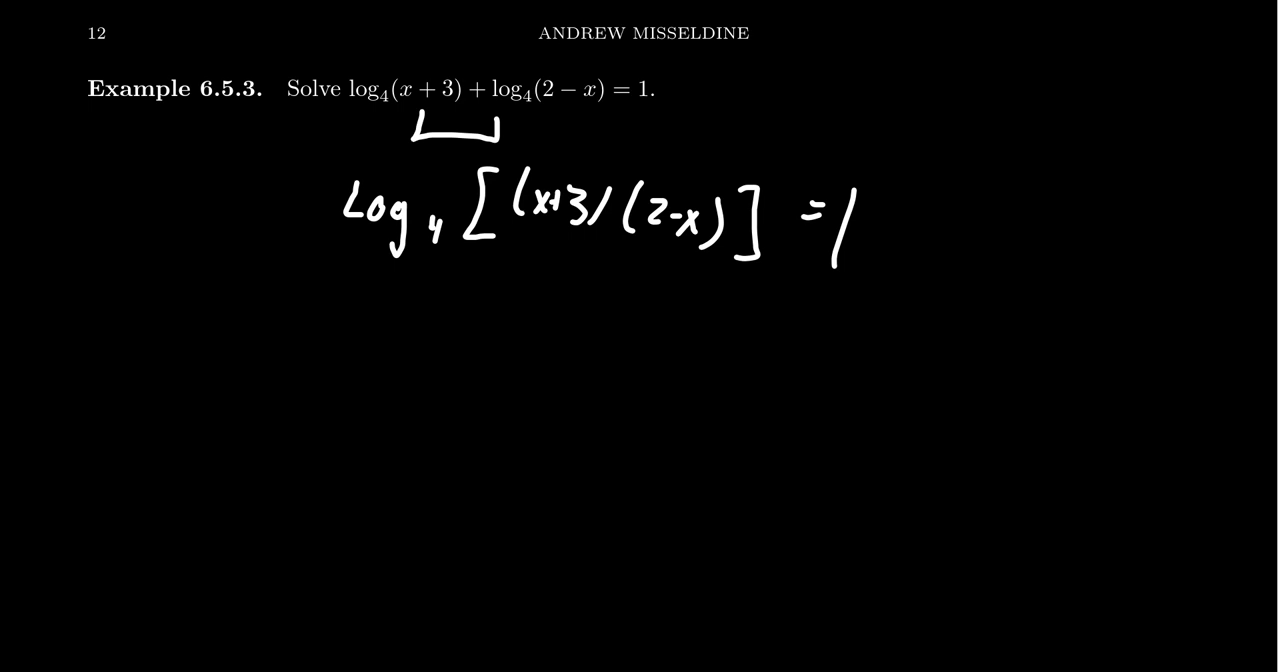 12 ANDREW MISSELDINE
Example 6.5.3. Solve log₄(x + 3) + log₄(2 − x) = 1.
Log₄ [(x+3/(2-x)] = 1